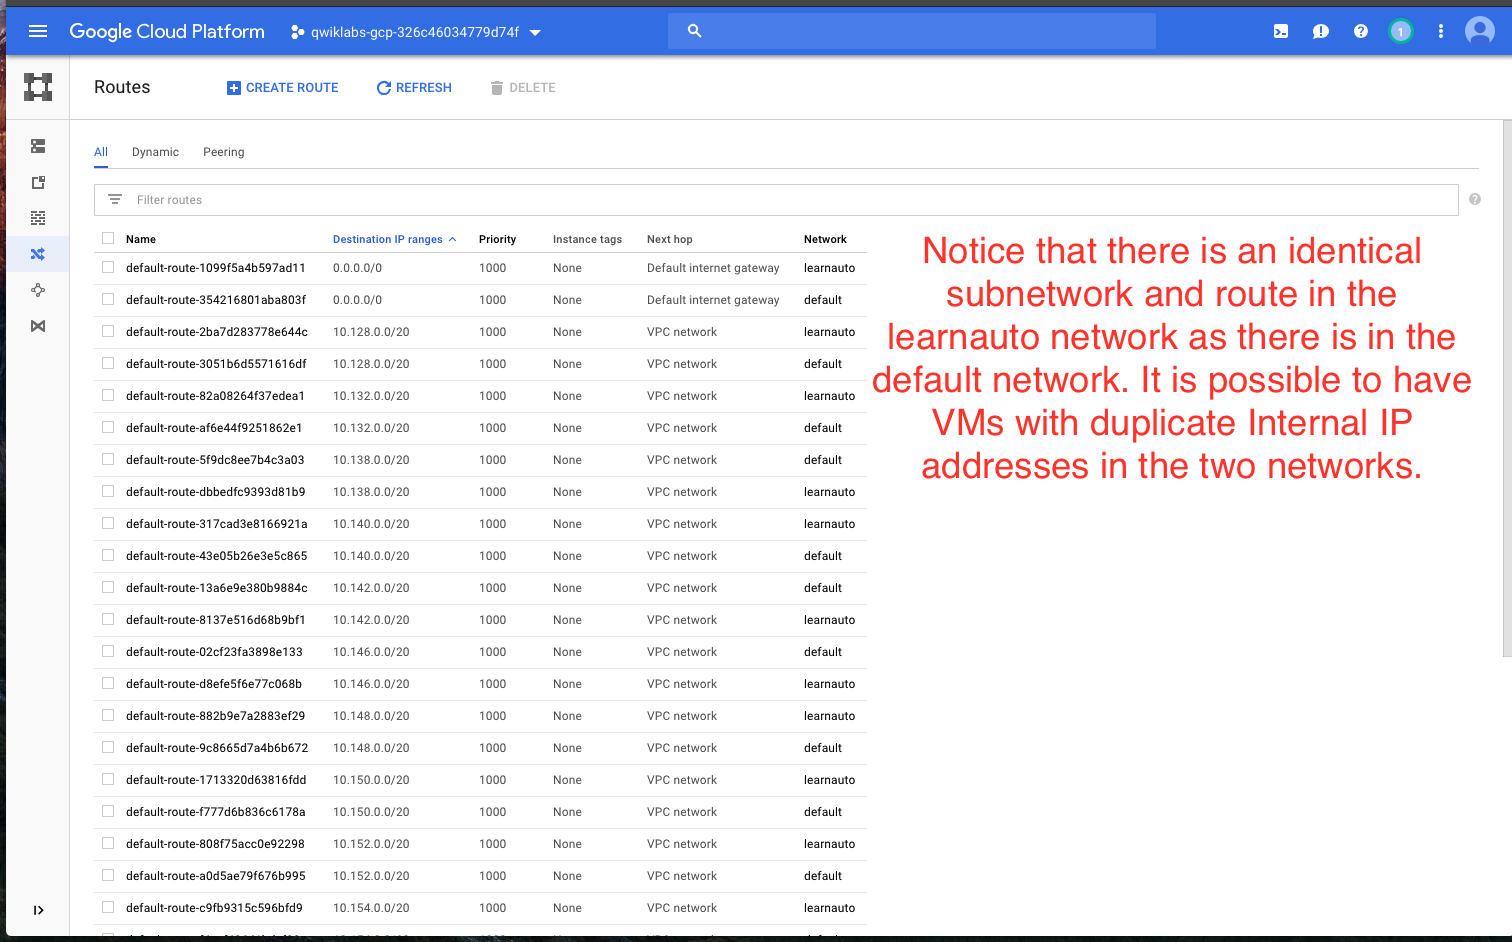 Google Cloud Platform qwiklabs-gcp-326c46034779d74f 1
Routes CREATE ROUTE REFRESH DELETE
All Dynamic Peering
Filter routes
Name Destination IP ranges Priority Instance tags Next hop Network
default-route-1099f5a4b597ad11 0.0.0.0/0 1000 None Default internet gateway learnauto
default-route-354216801aba803f 0.0.0.0/0 1000 None Default internet gateway default
default-route-2ba7d283778e644c 10.128.0.0/20 1000 None VPC network learnauto
default-route-3051b6d5571616df 10.128.0.0/20 1000 None VPC network default
default-route-82a08264f37edea1 10.132.0.0/20 1000 None VPC network learnauto
default-route-af6e44f9251862e1 10.132.0.0/20 1000 None VPC network default
default-route-5f9dc8ee7b4c3a03 10.138.0.0/20 1000 None VPC network default
default-route-dbbedfc9393d81b9 10.138.0.0/20 1000 None VPC network learnauto
default-route-317cad3e8166921a 10.140.0.0/20 1000 None VPC network learnauto
default-route-43e05b26e3e5c865 10.140.0.0/20 1000 None VPC network default
default-route-13a6e9e380b9884c 10.142.0.0/20 1000 None VPC network default
default-route-8137e516d68b9bf1 10.142.0.0/20 1000 None VPC network learnauto
default-route-02cf23fa3898e133 10.146.0.0/20 1000 None VPC network default
default-route-d8efe5f6e77c068b 10.146.0.0/20 1000 None VPC network learnauto
default-route-882b9e7a2883ef29 10.148.0.0/20 1000 None VPC network learnauto
default-route-9c8665d7a4b6b672 10.148.0.0/20 1000 None VPC network default
default-route-1713320d63816fdd 10.150.0.0/20 1000 None VPC network learnauto
default-route-f777d6b836c6178a 10.150.0.0/20 1000 None VPC network default
default-route-808f75acc0e92298 10.152.0.0/20 1000 None VPC network learnauto
default-route-a0d5ae79f676b995 10.152.0.0/20 1000 None VPC network default
default-route-c9fb9315c596bfd9 10.154.0.0/20 1000 None VPC network learnauto
Notice that there is an identical
subnetwork and route in the
learnauto network as there is in the
default network. It is possible to have
VMs with duplicate Internal IP
addresses in the two networks.